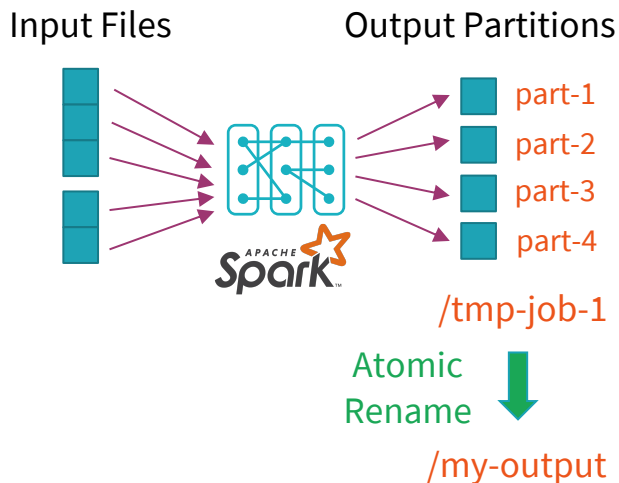 Input Files
Output Partitions
part-1
part-2
part-3
part-4
APACHE
Spark™
/tmp-job-1
Atomic
Rename
/my-output